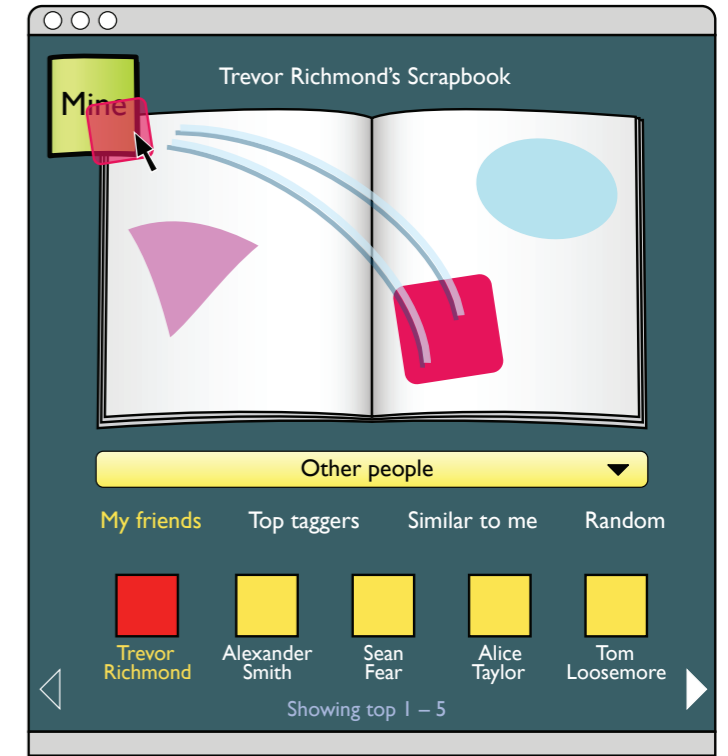 Trevor Richmond's Scrapbook
Mine
Other people
My friends Top taggers Similar to me Random
Trevor Richmond
Alexander Smith
Sean Fear
Alice Taylor
Tom Loosemore
Showing top 1 – 5